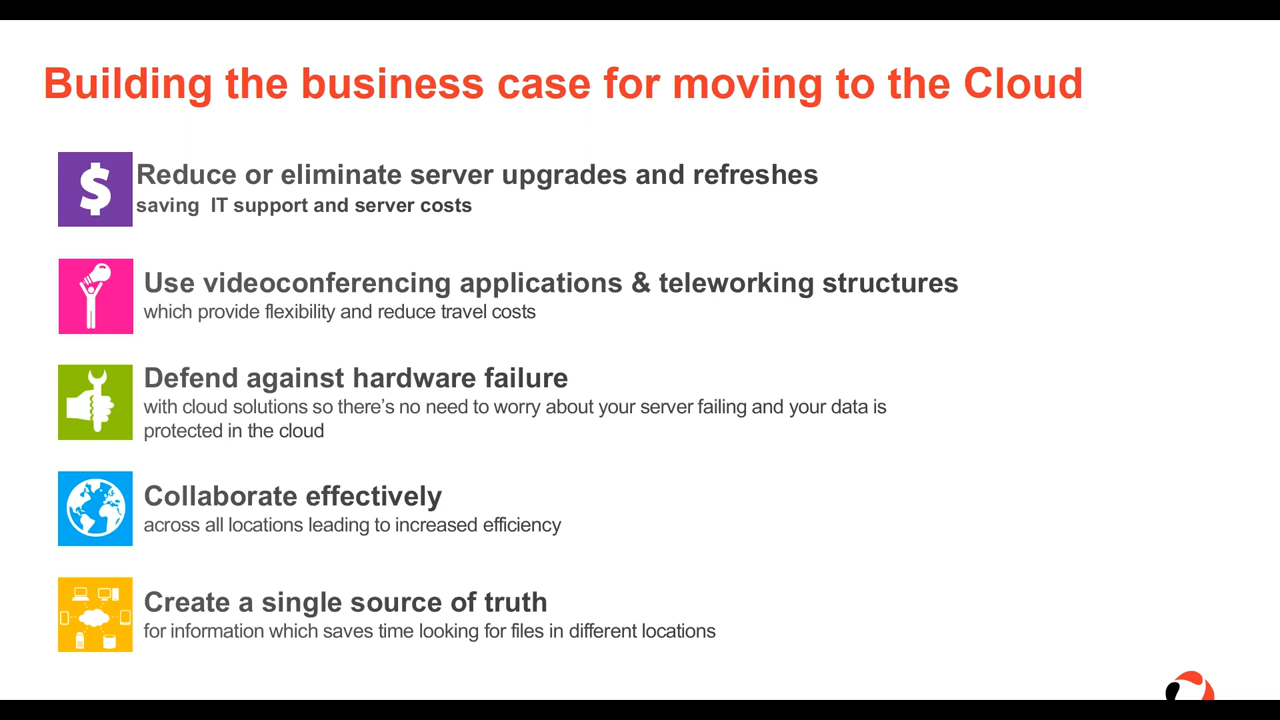 Building the business case for moving to the Cloud
Reduce or eliminate server upgrades and refreshes
saving  IT support and server costs
Use videoconferencing applications & teleworking structures
which provide flexibility and reduce travel costs
Defend against hardware failure
with cloud solutions so there’s no need to worry about your server failing and your data is
protected in the cloud
Collaborate effectively
across all locations leading to increased efficiency
Create a single source of truth
for information which saves time looking for files in different locations